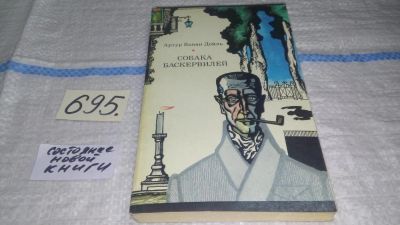 Артур Конан Дойль
СОБАКА
БАСКЕРВИЛЕЙ
695.
состояние
новой
книги